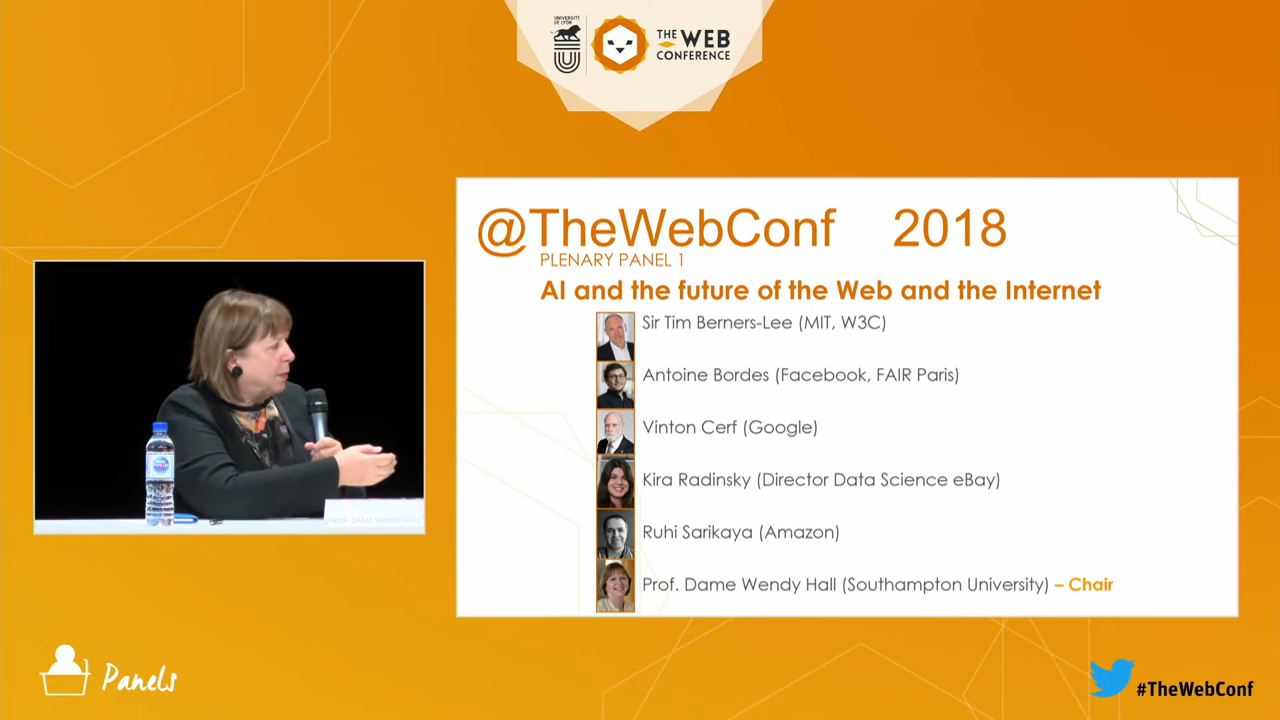 UNIVERSITÉ
DE LYON
THE WEB
CONFERENCE
@TheWebConf 2018
PLENARY PANEL 1
AI and the future of the Web and the Internet
Sir Tim Berners-Lee (MIT, W3C)
Antoine Bordes (Facebook, FAIR Paris)
Vinton Cerf (Google)
Kira Radinsky (Director Data Science eBay)
Ruhi Sarikaya (Amazon)
Prof. Dame Wendy Hall (Southampton University) – Chair
PROF. DAME WENDY HALL
Panels
#TheWebConf